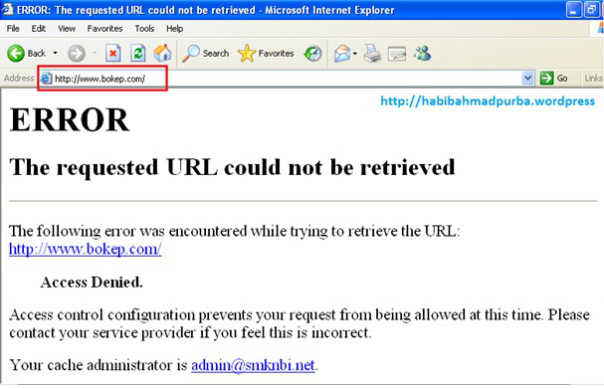 ERROR: The requested URL could not be retrieved - Microsoft Internet Explorer
File Edit View Favorites Tools Help
Back Search Favorites
Address http://www.bokep.com/ Go Links
http://habibahmadpurba.wordpress
ERROR
The requested URL could not be retrieved
The following error was encountered while trying to retrieve the URL:
http://www.bokep.com/
Access Denied.
Access control configuration prevents your request from being allowed at this time. Please
contact your service provider if you feel this is incorrect.
Your cache administrator is admin@smknbi.net.